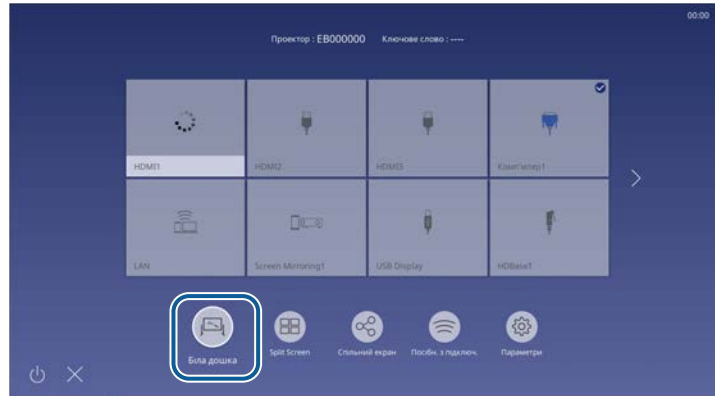 00:00
Проектор : EB000000 Ключове слово : ----
HDMI1 HDMI2 HDMI3 Комп'ютер1
LAN Screen Mirroring1 USB Display HDBaseT
Біла дошка Split Screen Спільний екран Посібн. з підключ. Параметри